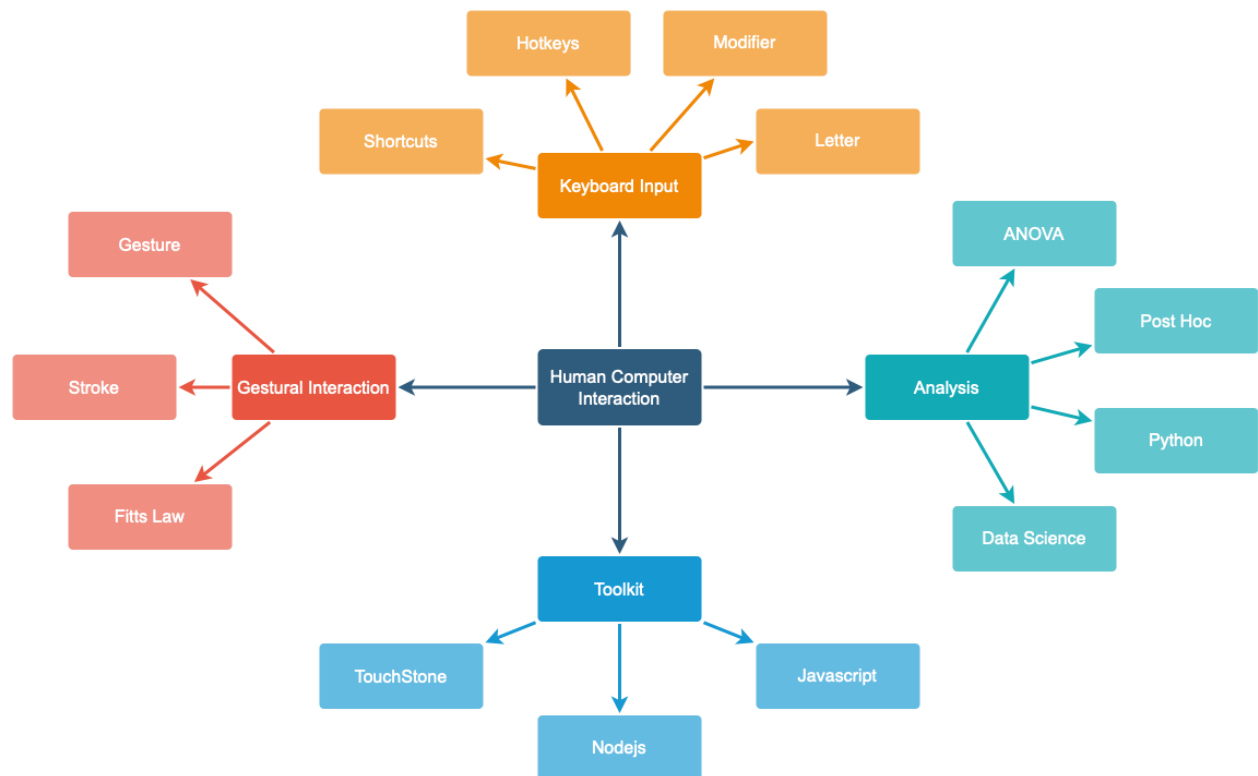 Hotkeys
Modifier
Shortcuts
Letter
Keyboard Input
Gesture
ANOVA
Post Hoc
Stroke
Gestural Interaction
Human Computer
Interaction
Analysis
Python
Fitts Law
Data Science
Toolkit
TouchStone
Javascript
Nodejs